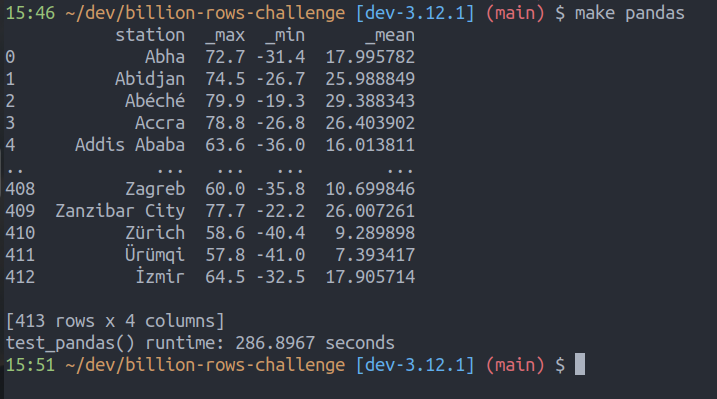 15:46 ~/dev/billion-rows-challenge [dev-3.12.1] (main) $ make pandas
station _max _min _mean
0 Abha 72.7 -31.4 17.995782
1 Abidjan 74.5 -26.7 25.988849
2 Abéché 79.9 -19.3 29.388343
3 Accra 78.8 -26.8 26.403902
4 Addis Ababa 63.6 -36.0 16.013811
.. ... ... ... ...
408 Zagreb 60.0 -35.8 10.699846
409 Zanzibar City 77.7 -22.2 26.007261
410 Zürich 58.6 -40.4 9.289898
411 Ürümqi 57.8 -41.0 7.393417
412 İzmir 64.5 -32.5 17.905714
[413 rows x 4 columns]
test_pandas() runtime: 286.8967 seconds
15:51 ~/dev/billion-rows-challenge [dev-3.12.1] (main) $